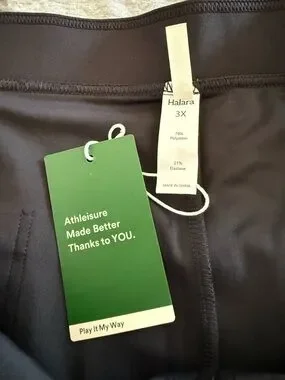 Halara
3X
79%
Polyester
21%
Elastane
MADE IN CHINA
Athleisure
Made Better
Thanks to YOU.
Play It My Way